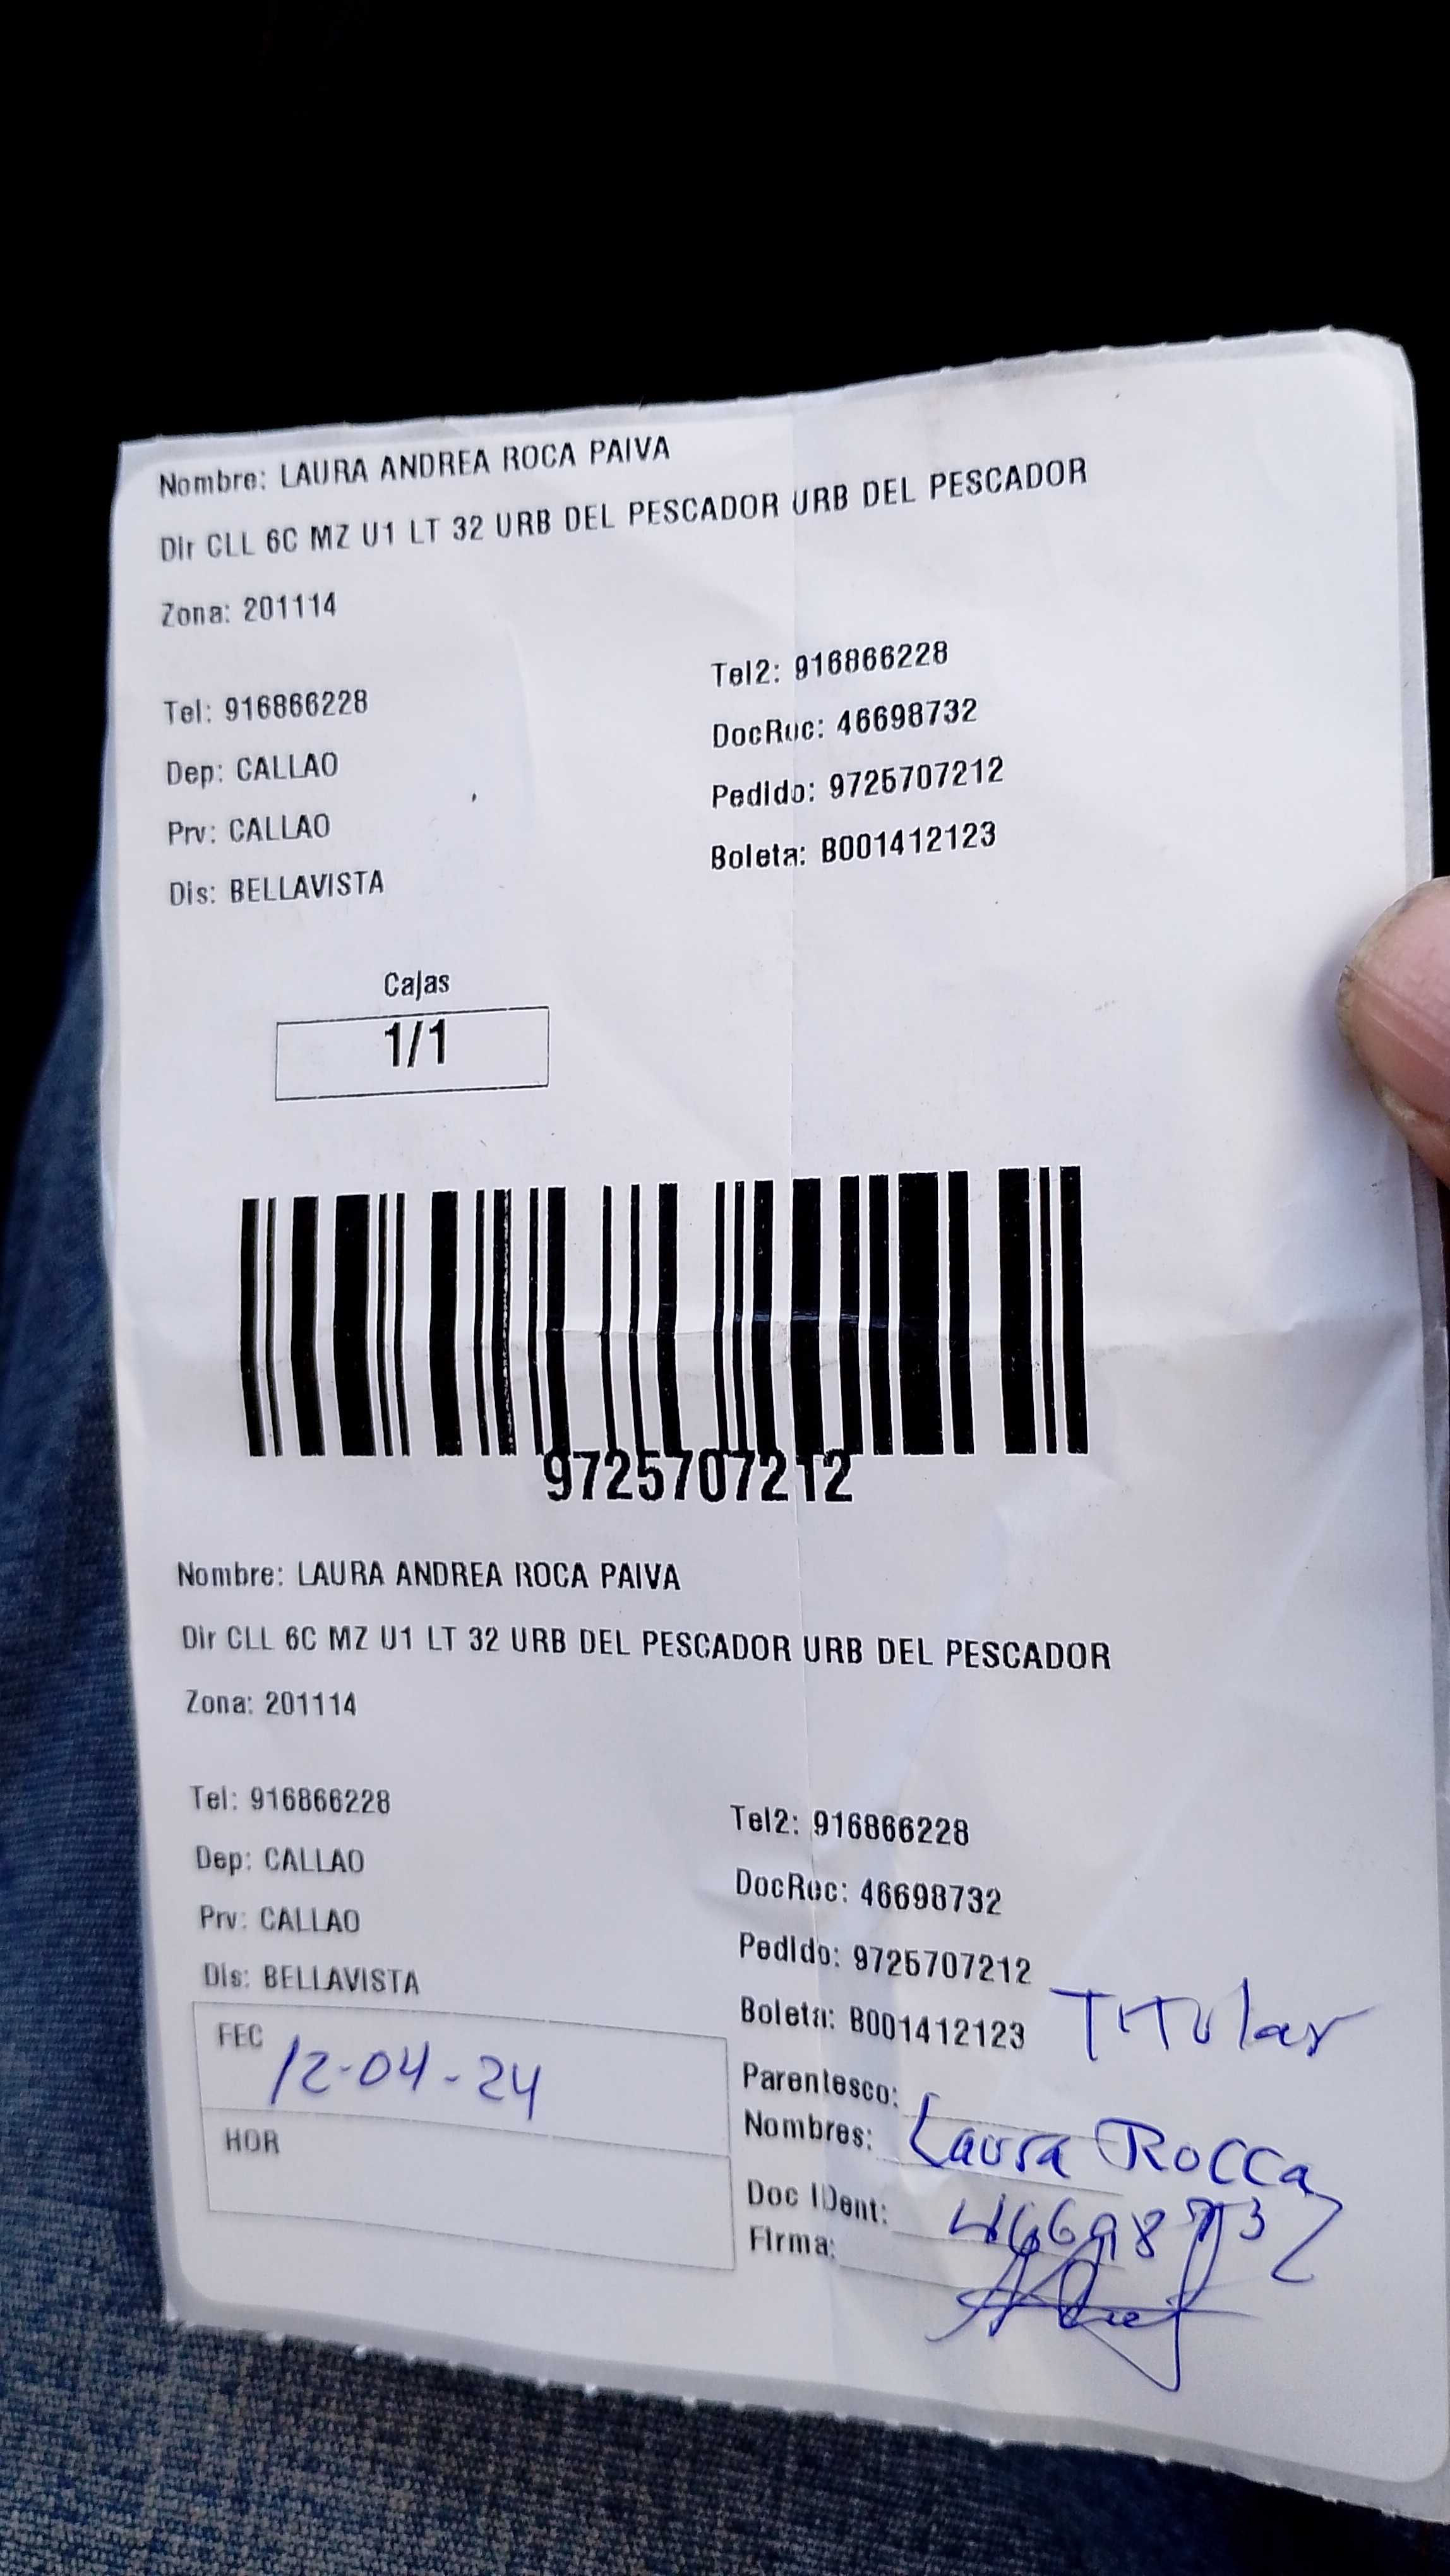 Nombre: LAURA ANDREA ROCA PAIVA
Dir CLL 6C MZ U1 LT 32 URB DEL PESCADOR URB DEL PESCADOR
Zona: 201114
Tel: 916866228
Tel2: 916866228
Dep: CALLAO
DocRuc: 46698732
Prv: CALLAO
Pedido: 9725707212
Dis: BELLAVISTA
Boleta: B001412123
Cajas
1/1
9725707212
Nombre: LAURA ANDREA ROCA PAIVA
Dir CLL 6C MZ U1 LT 32 URB DEL PESCADOR URB DEL PESCADOR
Zona: 201114
Tel: 916866228
Tel2: 916866228
Dep: CALLAO
DocRuc: 46698732
Prv: CALLAO
Pedido: 9725707212
Dis: BELLAVISTA
Boleta: B001412123
FEC 12-04-24
HOR
Parentesco: Titular
Nombres: Laura Rocca
Doc IDent: 46698732
Firma: